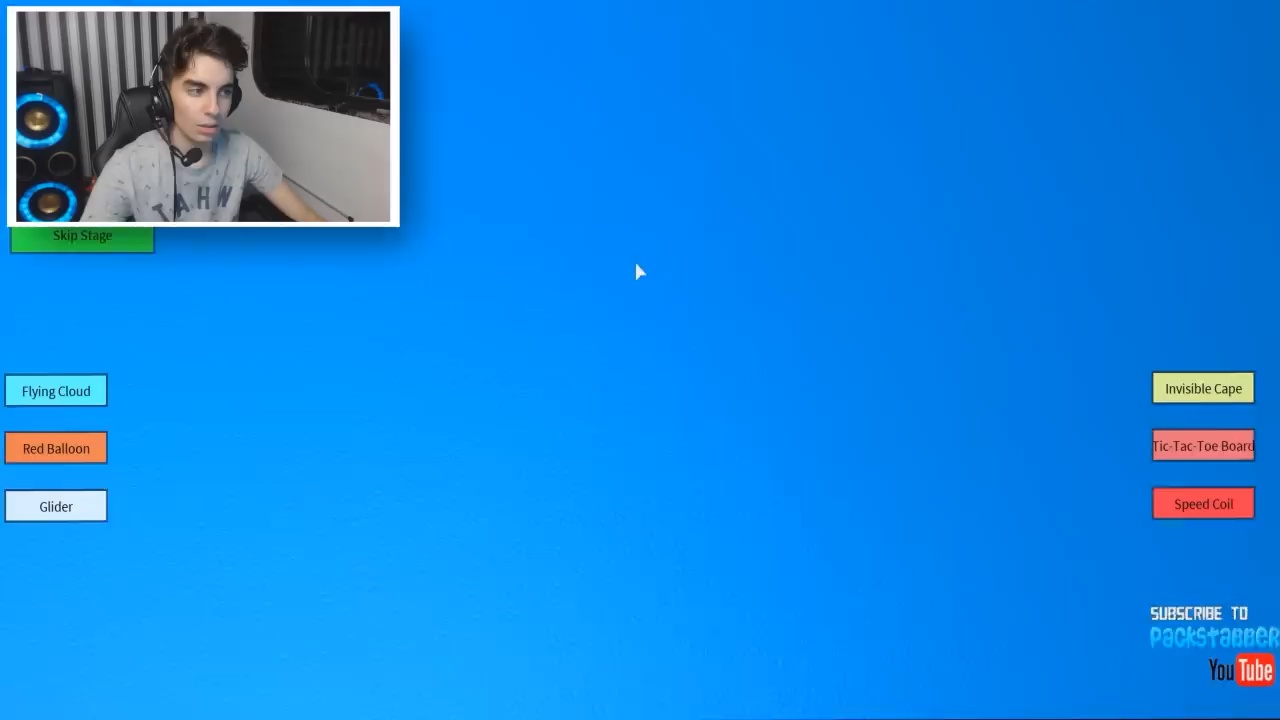 TAHW
Skip Stage
Flying Cloud
Red Balloon
Glider
Invisible Cape
Tic-Tac-Toe Board
Speed Coil
SUBSCRIBE TO
PACKSTABBER
YouTube